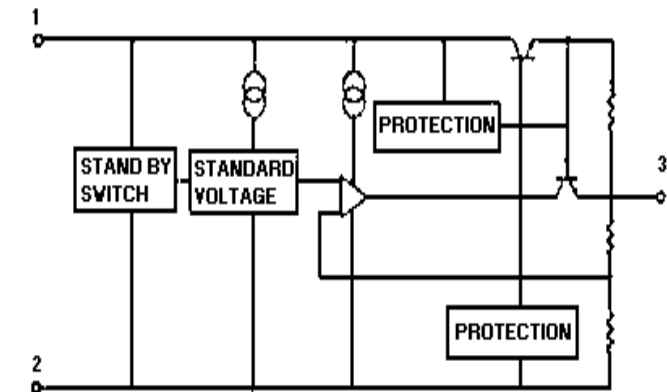 1
PROTECTION
STAND BY
SWITCH
STANDARD
VOLTAGE
3
PROTECTION
2